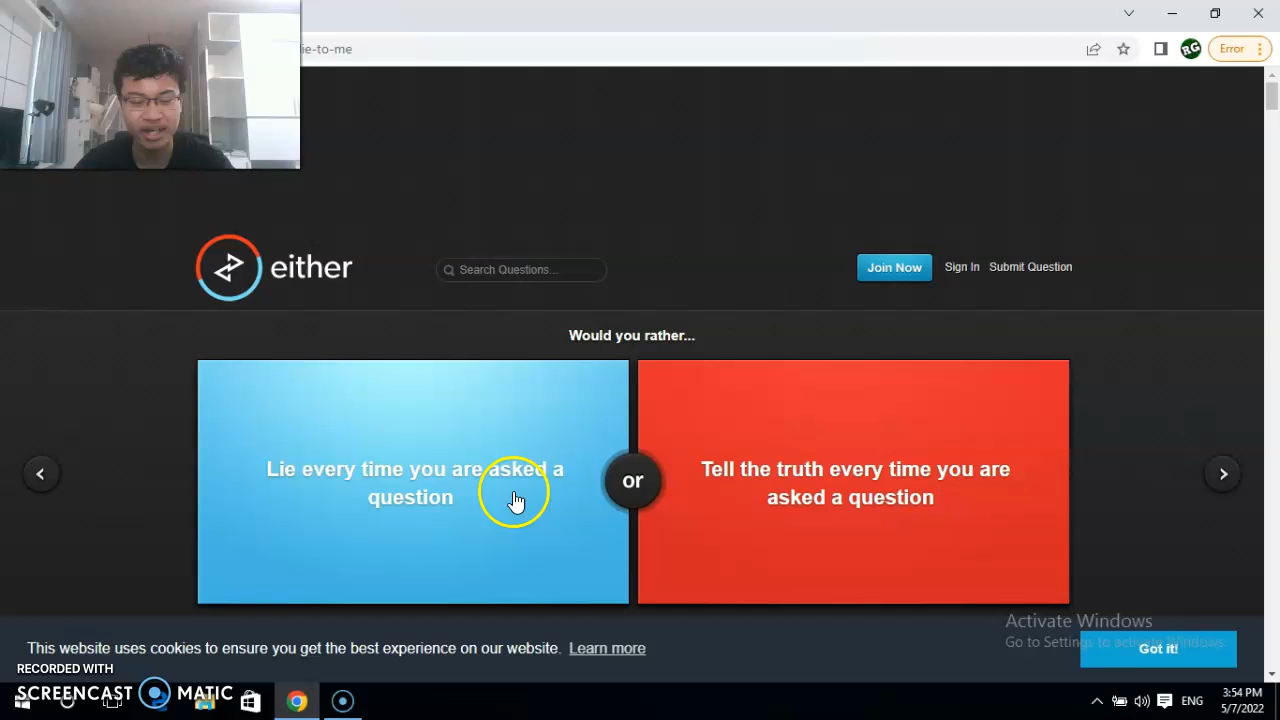 ie-to-me
RG
Error
either
Search Questions...
Join Now
Sign In
Submit Question
Would you rather...
Lie every time you are asked a
question
or
Tell the truth every time you are
asked a question
Activate Windows
Go to Settings to activate Windows.
This website uses cookies to ensure you get the best experience on our website. Learn more
Got it!
RECORDED WITH
SCREENCAST MATIC
ENG
3:54 PM
5/7/2022